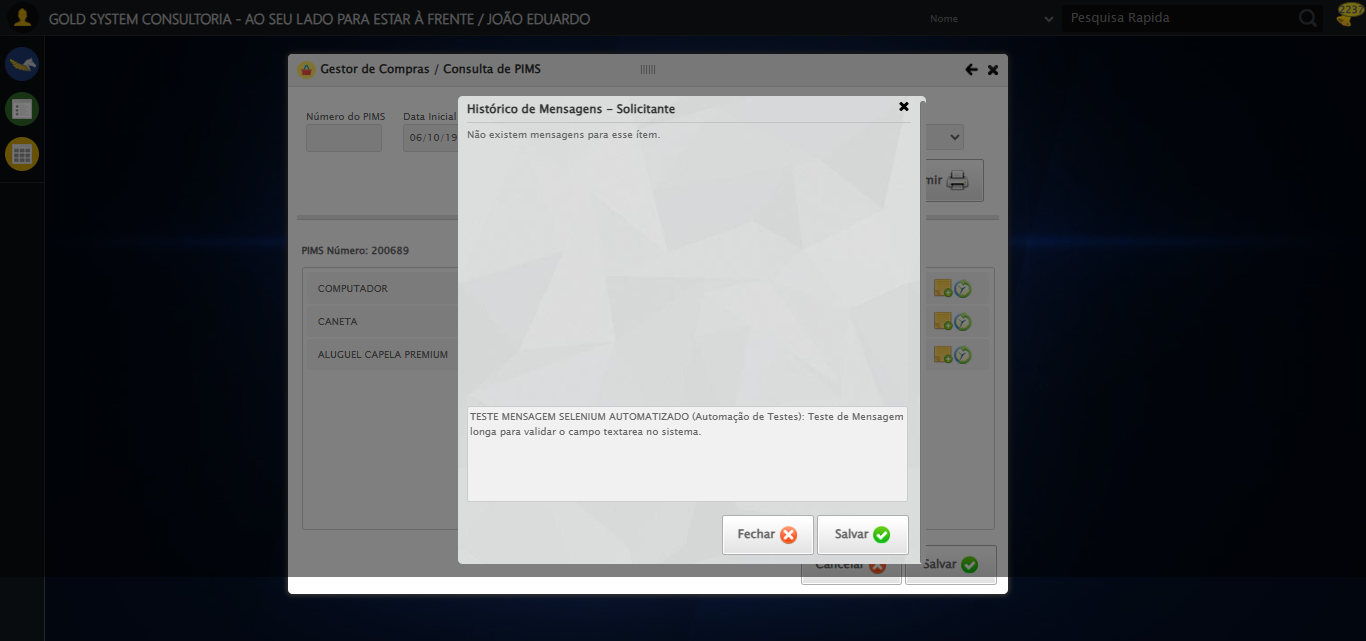 GOLD SYSTEM CONSULTORIA - AO SEU LADO PARA ESTAR À FRENTE / JOÃO EDUARDO
Nome
Pesquisa Rapida
2237
Gestor de Compras / Consulta de PIMS
Número do PIMS
Data Inicial
06/10/19
mir
PIMS Número: 200689
COMPUTADOR
CANETA
ALUGUEL CAPELA PREMIUM
Histórico de Mensagens - Solicitante
Não existem mensagens para esse ítem.
TESTE MENSAGEM SELENIUM AUTOMATIZADO (Automação de Testes): Teste de Mensagem
longa para validar o campo textarea no sistema.
Fechar
Salvar
Cancelar
Salvar